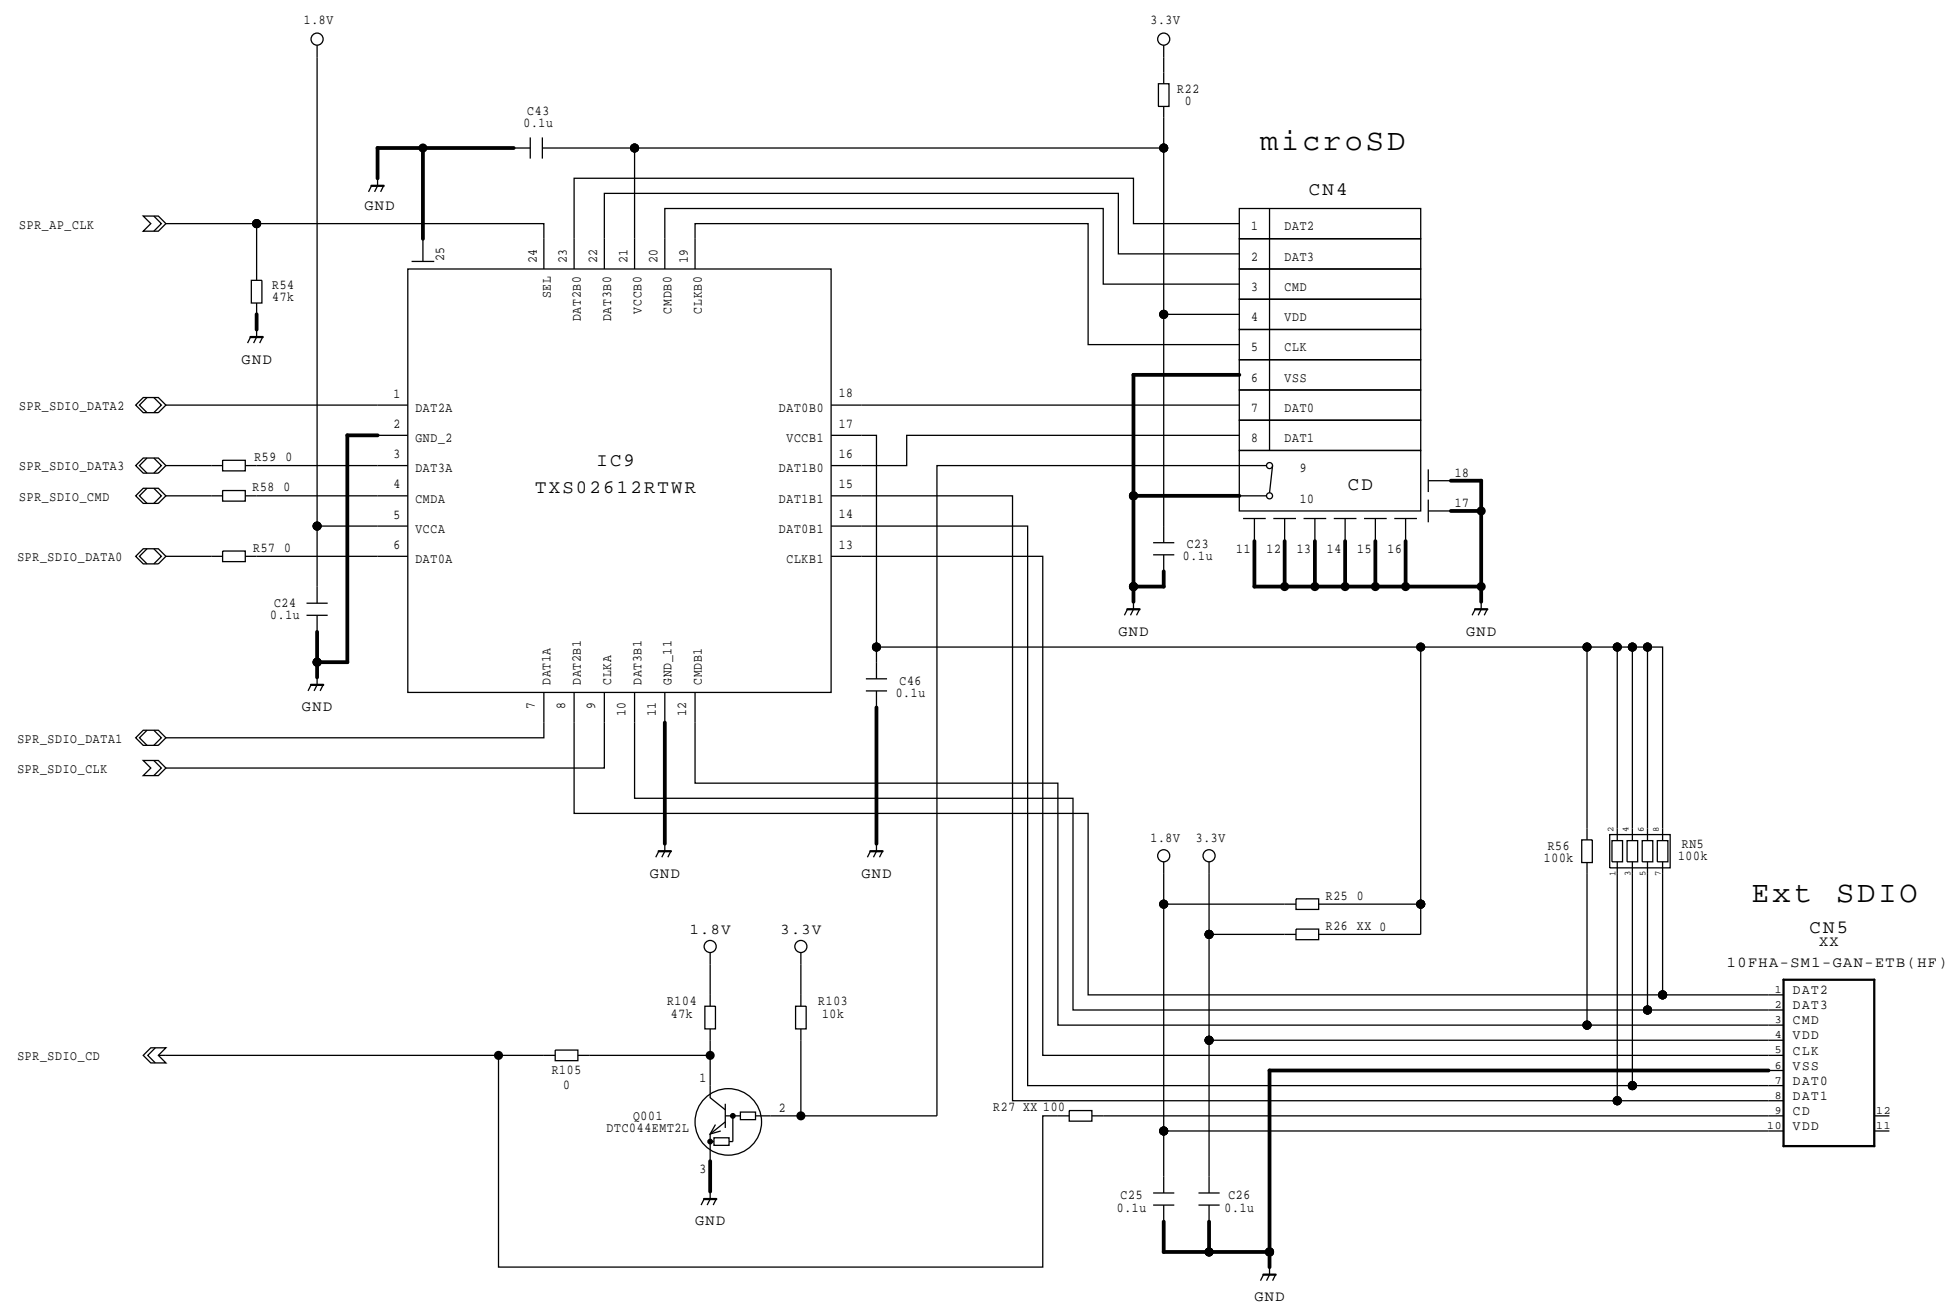 1.8V
3.3V
R22
0
C43
0.1u
microSD
CN4
GND
SPR_AP_CLK
R54
47k
GND
25
24
23
22
21
20
19
SEL
DAT2B0
DAT3B0
VCCB0
CMDB0
CLKB0
1 DAT2
2 DAT3
3 CMD
4 VDD
5 CLK
6 VSS
7 DAT0
8 DAT1
9
10
CD
18
17
11
12
13
14
15
16
C23
0.1u
GND
GND
SPR_SDIO_DATA2
SPR_SDIO_DATA3
R59 0
SPR_SDIO_CMD
R58 0
SPR_SDIO_DATA0
R57 0
1 DAT2A
2 GND_2
3 DAT3A
4 CMDA
5 VCCA
6 DAT0A
IC9
TXS02612RTWR
18 DAT0B0
17 VCCB1
16 DAT1B0
15 DAT1B1
14 DAT0B1
13 CLKB1
C24
0.1u
GND
DAT1A
DAT2B1
CLKA
DAT3B1
GND_11
CMDB1
7
8
9
10
11
12
C46
0.1u
SPR_SDIO_DATA1
SPR_SDIO_CLK
GND
GND
1.8V
3.3V
R56
100k
2
4
6
8
RN5
100k
1
3
5
7
R25 0
R26 XX 0
Ext SDIO
CN5
XX
10FHA-SM1-GAN-ETB(HF)
1 DAT2
2 DAT3
3 CMD
4 VDD
5 CLK
6 VSS
7 DAT0
8 DAT1
9 CD
10 VDD
12
11
1.8V
3.3V
R104
47k
R103
10k
SPR_SDIO_CD
R105
0
1
2
3
Q001
DTC044EMT2L
GND
R27 XX 100
C25
0.1u
C26
0.1u
GND